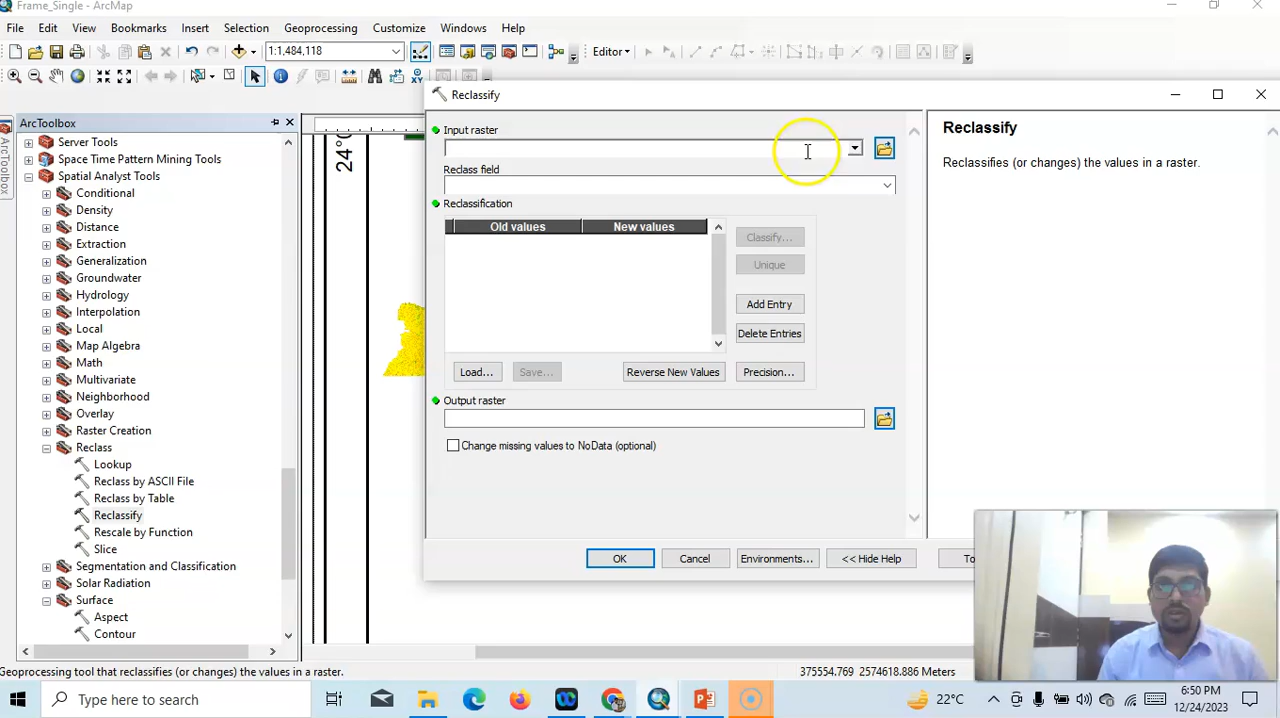 Frame_Single - ArcMap
File Edit View Bookmarks Insert Selection Geoprocessing Customize Windows Help
1:1,484,118
Editor
ArcToolbox
ArcToolbox
Server Tools
Space Time Pattern Mining Tools
Spatial Analyst Tools
Conditional
Density
Distance
Extraction
Generalization
Groundwater
Hydrology
Interpolation
Local
Map Algebra
Math
Multivariate
Neighborhood
Overlay
Raster Creation
Reclass
Lookup
Reclass by ASCII File
Reclass by Table
Reclassify
Rescale by Function
Slice
Segmentation and Classification
Solar Radiation
Surface
Aspect
Contour
Reclassify
Input raster
Reclass field
Reclassification
Old values New values
Classify...
Unique
Add Entry
Delete Entries
Load... Save... Reverse New Values Precision...
Output raster
Change missing values to NoData (optional)
OK Cancel Environments... << Hide Help
Reclassify
Reclassifies (or changes) the values in a raster.
Geoprocessing tool that reclassifies (or changes) the values in a raster.
375554.769 2574618.886 Meters
Type here to search
22°C
6:50 PM
12/24/2023